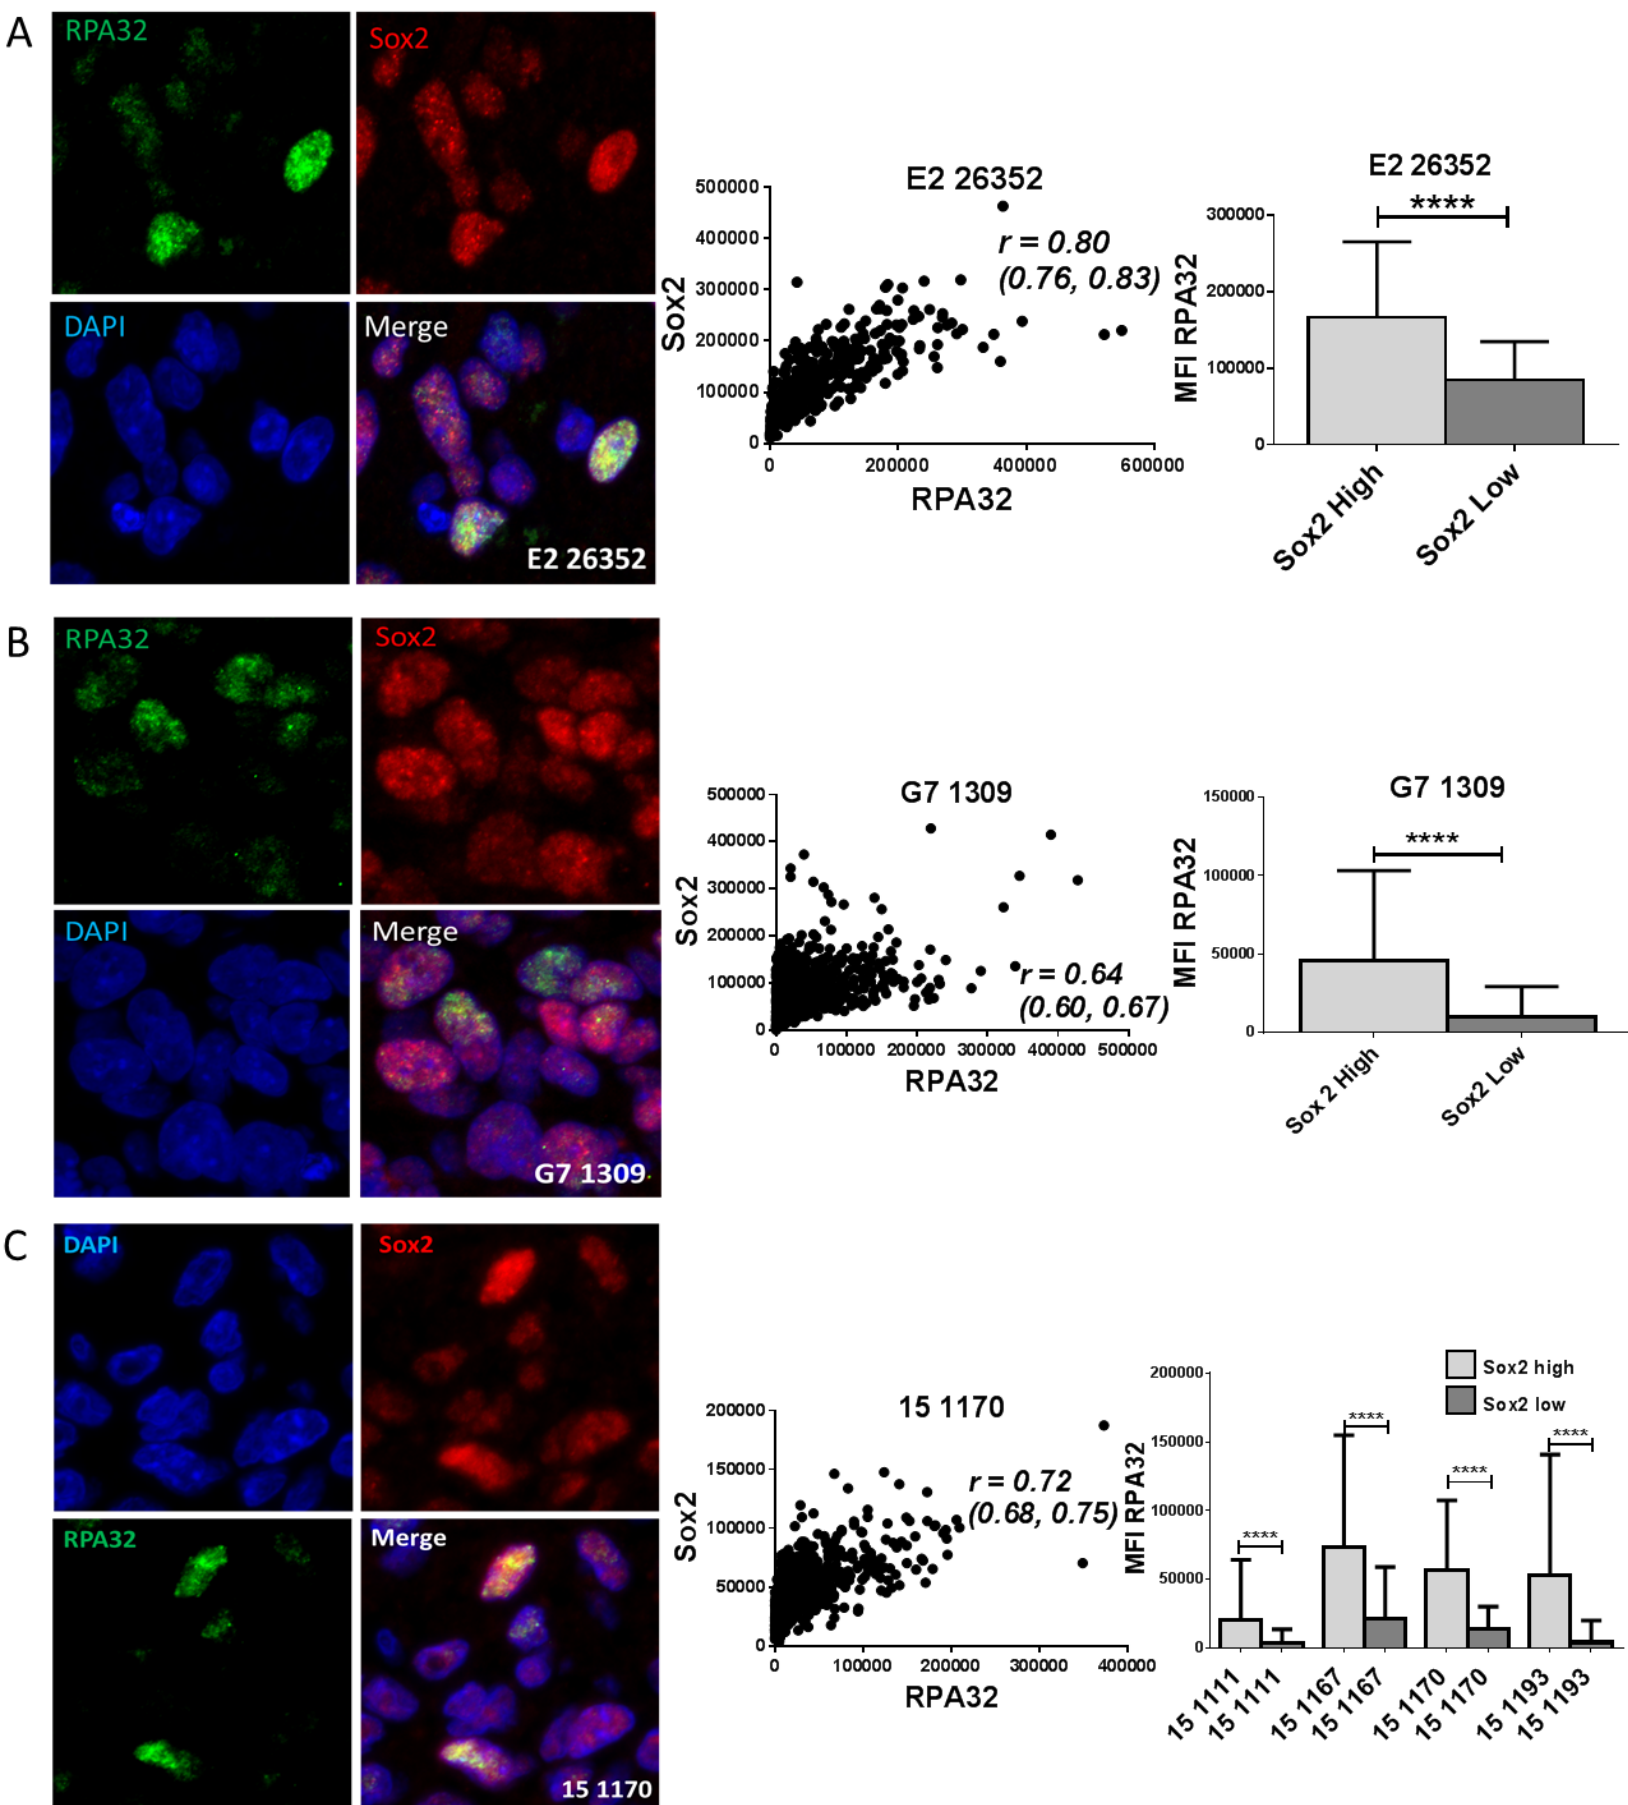 A
RPA32
Sox2
DAPI
Merge
E2 26352
E2 26352
500000
400000
300000
200000
100000
0
Sox2
r = 0.80
(0.76, 0.83)
0
200000
400000
600000
RPA32
E2 26352
****
300000
200000
100000
0
MFI RPA32
Sox2 High
Sox2 Low
B
RPA32
Sox2
DAPI
Merge
G7 1309
G7 1309
500000
400000
300000
200000
100000
0
Sox2
r = 0.64
(0.60, 0.67)
0
100000
200000
300000
400000
500000
RPA32
G7 1309
****
150000
100000
50000
0
MFI RPA32
Sox 2 High
Sox2 Low
C
DAPI
Sox2
RPA32
Merge
15 1170
15 1170
200000
150000
100000
50000
0
Sox2
r = 0.72
(0.68, 0.75)
0
100000
200000
300000
400000
RPA32
Sox2 high
Sox2 low
200000
150000
100000
50000
0
MFI RPA32
****
****
****
****
15 1111
15 1111
15 1167
15 1167
15 1170
15 1170
15 1193
15 1193